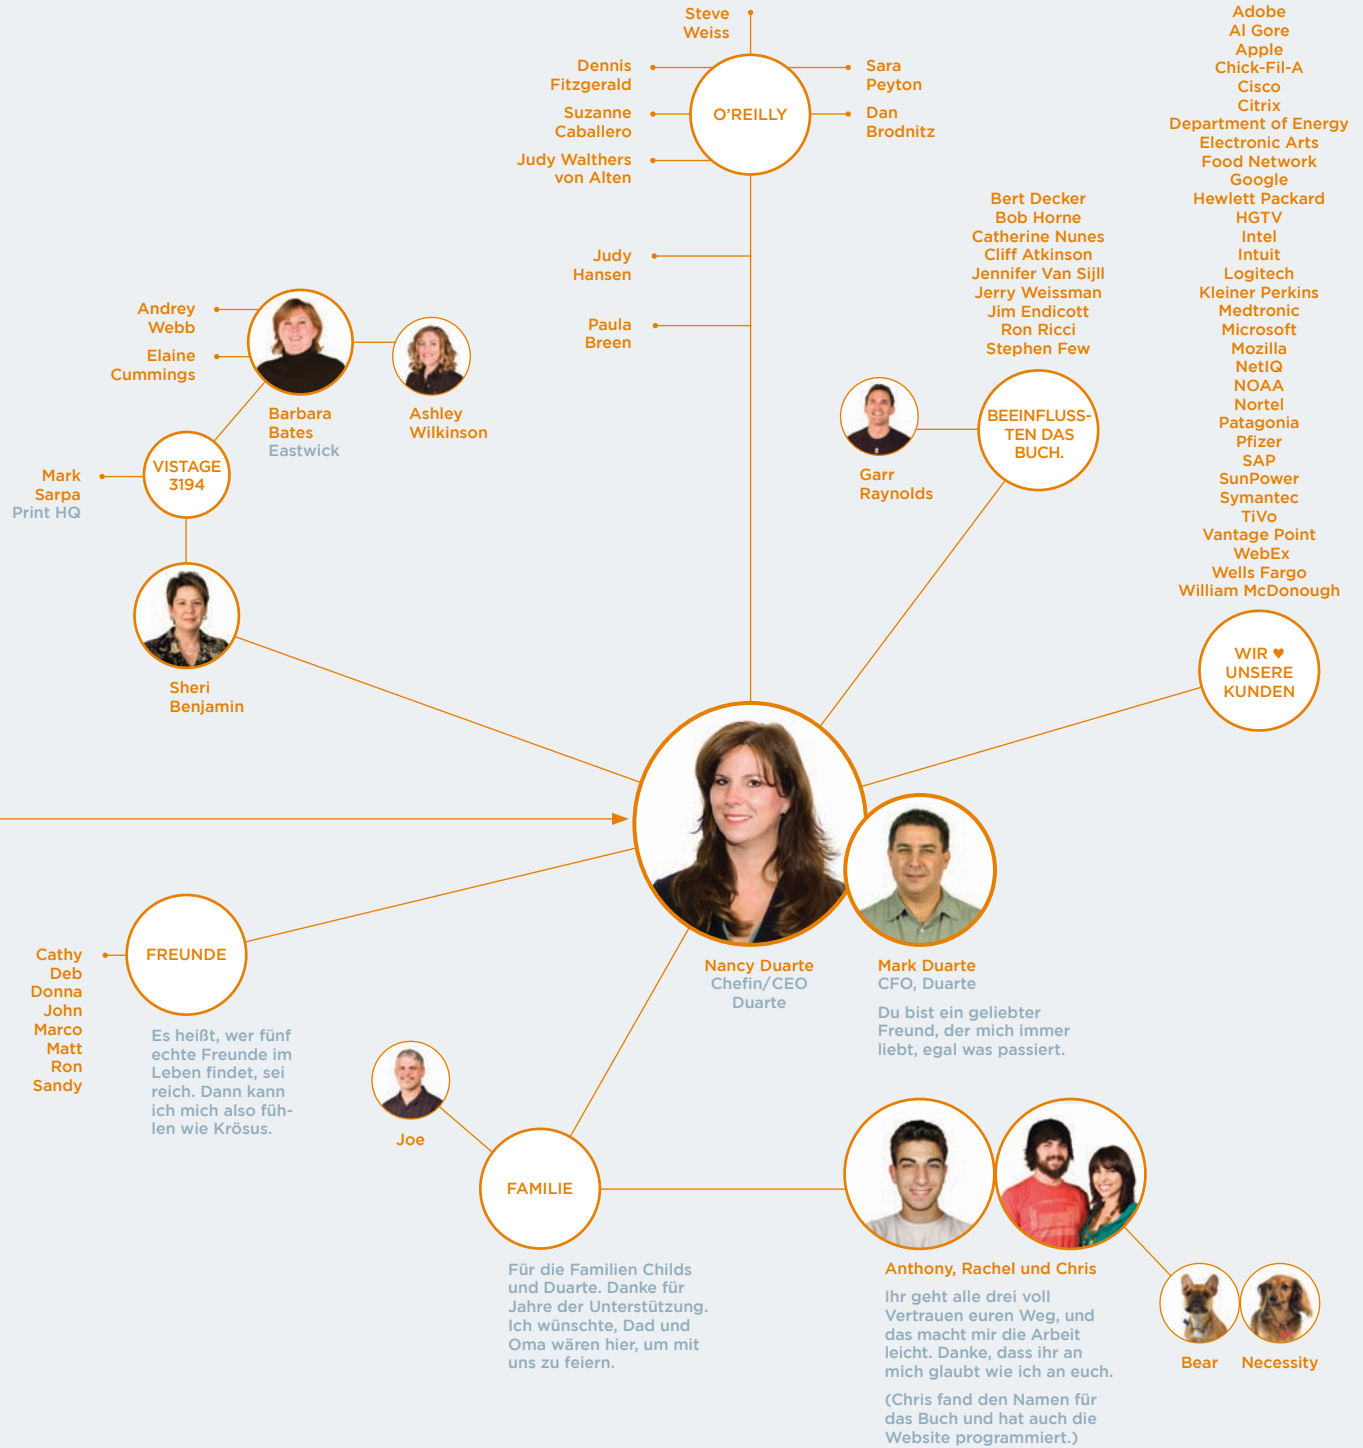 Steve
Weiss
Dennis
Fitzgerald
Suzanne
Caballero
Judy Walthers
von Alten
O'REILLY
Sara
Peyton
Dan
Brodnitz
Judy
Hansen
Paula
Breen
Adobe
Al Gore
Apple
Chick-Fil-A
Cisco
Citrix
Department of Energy
Electronic Arts
Food Network
Google
Hewlett Packard
HGTV
Intel
Intuit
Logitech
Kleiner Perkins
Medtronic
Microsoft
Mozilla
NetIQ
NOAA
Nortel
Patagonia
Pfizer
SAP
SunPower
Symantec
TiVo
Vantage Point
WebEx
Wells Fargo
William McDonough
WIR ♥
UNSERE
KUNDEN
Bert Decker
Bob Horne
Catherine Nunes
Cliff Atkinson
Jennifer Van Sijll
Jerry Weissman
Jim Endicott
Ron Ricci
Stephen Few
BEEINFLUSS-
TEN DAS
BUCH.
Garr
Raynolds
Andrey
Webb
Elaine
Cummings
Barbara
Bates
Eastwick
Ashley
Wilkinson
VISTAGE
3194
Mark
Sarpa
Print HQ
Sheri
Benjamin
Nancy Duarte
Chefin/CEO
Duarte
Mark Duarte
CFO, Duarte
Du bist ein geliebter
Freund, der mich immer
liebt, egal was passiert.
FREUNDE
Cathy
Deb
Donna
John
Marco
Matt
Ron
Sandy
Es heißt, wer fünf
echte Freunde im
Leben findet, sei
reich. Dann kann
ich mich also füh-
len wie Krösus.
Joe
FAMILIE
Für die Familien Childs
und Duarte. Danke für
Jahre der Unterstützung.
Ich wünschte, Dad und
Oma wären hier, um mit
uns zu feiern.
Anthony, Rachel und Chris
Ihr geht alle drei voll
Vertrauen euren Weg, und
das macht mir die Arbeit
leicht. Danke, dass ihr an
mich glaubt wie ich an euch.
(Chris fand den Namen für
das Buch und hat auch die
Website programmiert.)
Bear
Necessity